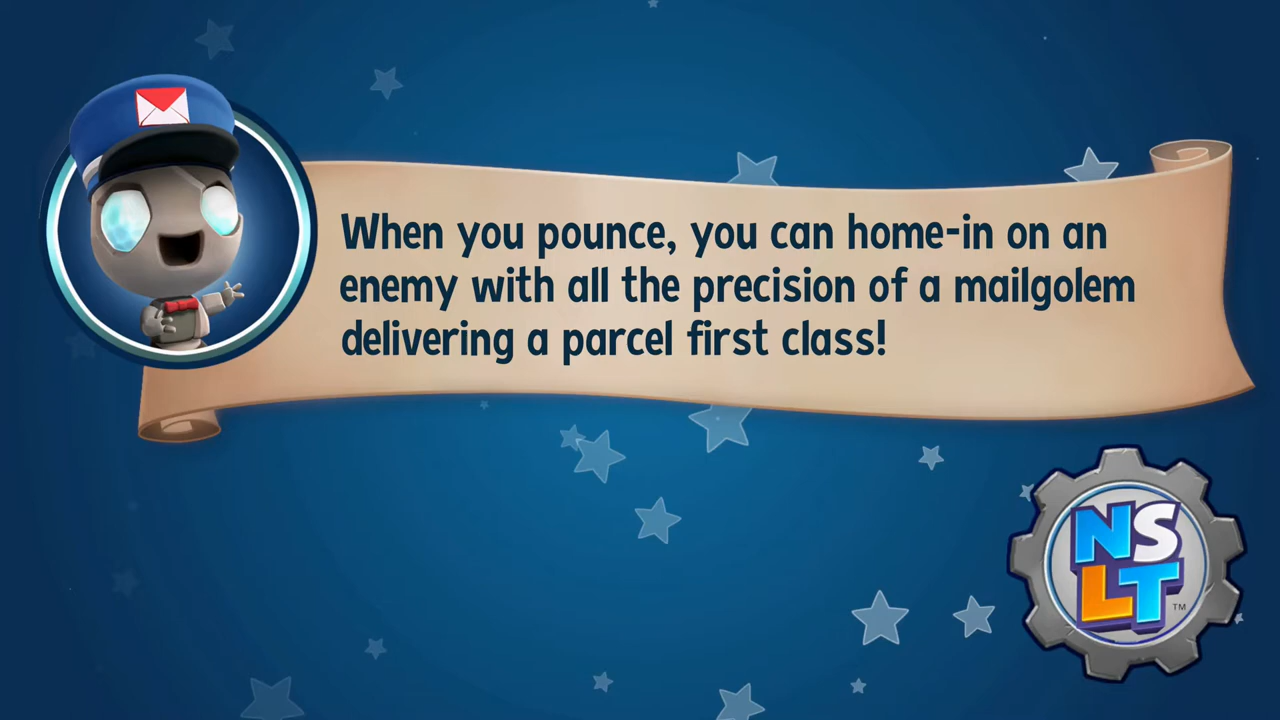 When you pounce, you can home-in on an
enemy with all the precision of a mailgolem
delivering a parcel first class!
NS
LT
TM